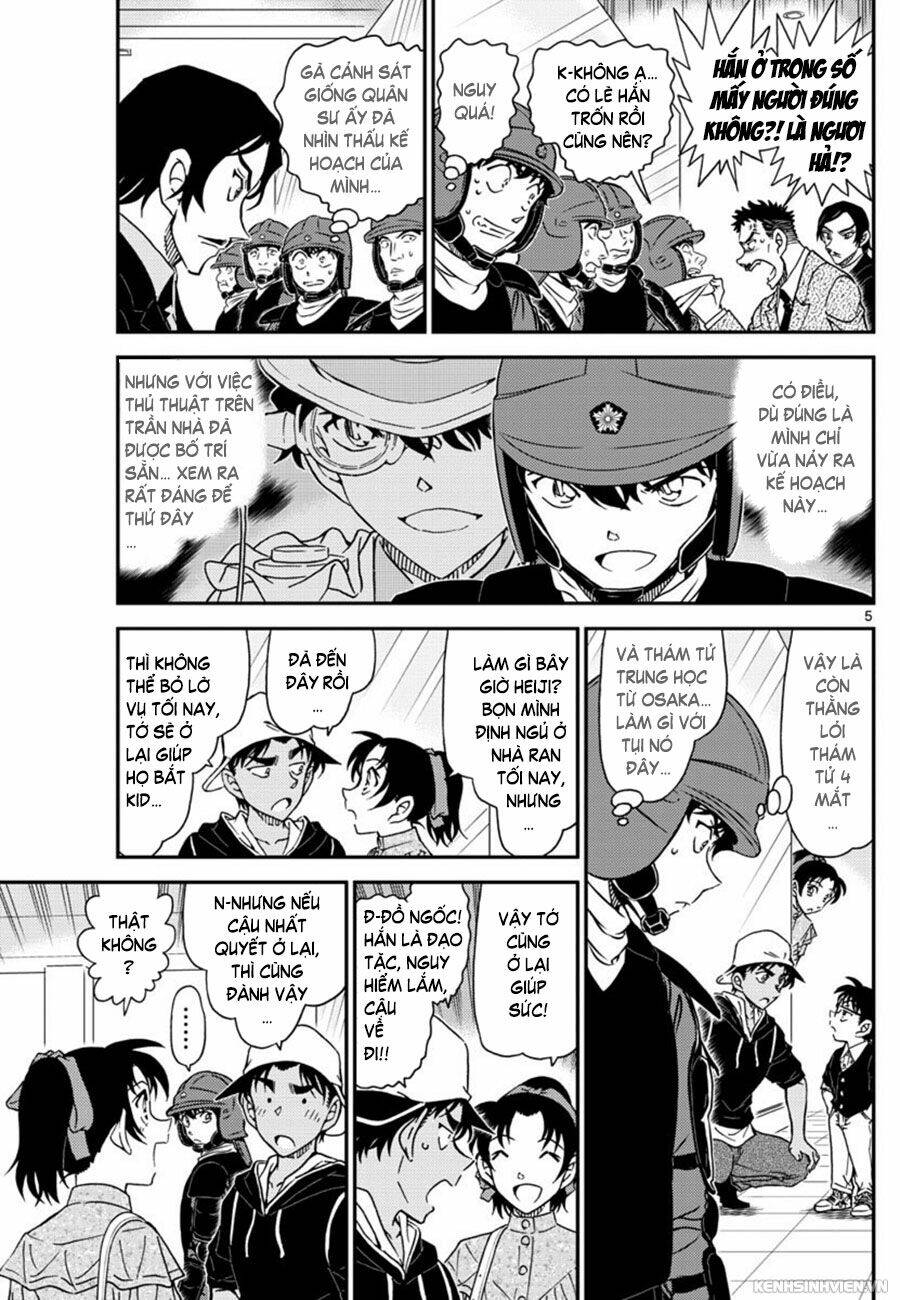 HẮN Ở TRONG SỐ
MẤY NGƯỜI ĐÚNG
KHÔNG?! LÀ NGƯƠI
HẢ!?
K-KHÔNG Ạ...
CÓ LẼ HẮN
TRỐN RỒI
CŨNG NÊN?
NGUY
QUÁ!
GÃ CẢNH SÁT
GIỐNG QUÂN
SƯ ẤY ĐÃ
NHÌN THẤU KẾ
HOẠCH CỦA
MÌNH...
CÓ ĐIỀU,
DÙ ĐÚNG LÀ
MÌNH CHỈ
VỪA NẢY RA
KẾ HOẠCH
NÀY...
NHƯNG VỚI VIỆC
THỦ THUẬT TRÊN
TRẦN NHÀ ĐÃ
ĐƯỢC BỐ TRÍ
SẴN... XEM RA
RẤT ĐÁNG ĐỂ
THỬ ĐÂY
...
5
VẬY LÀ
CÒN
THẰNG
LỎI
THÁM
TỬ 4
MẮT
VÀ THÁM TỬ
TRUNG HỌC
TỪ OSAKA...
LÀM GÌ VỚI
TỤI NÓ
ĐÂY...
LÀM GÌ BÂY
GIỜ HEIJI?
BỌN MÌNH
ĐỊNH NGỦ Ở
NHÀ RAN
TỐI NAY,
NHƯNG
...
ĐÃ ĐẾN
ĐÂY RỒI
...
THÌ KHÔNG
THỂ BỎ LỠ
VỤ TỐI NAY,
TỚ SẼ Ở
LẠI GIÚP
HỌ BẮT
KID...
VẬY TỚ
CŨNG
Ở LẠI
GIÚP
SỨC!
Đ-ĐỒ NGỐC!
HẮN LÀ ĐẠO
TẶC, NGUY
HIỂM LẮM,
CẬU
VỀ
ĐI!!
N-NHƯNG NẾU
CẬU NHẤT
QUYẾT Ở LẠI,
THÌ CŨNG
ĐÀNH VẬY
...
......
THẬT
KHÔNG
?
KENHSINHVIEN.VN